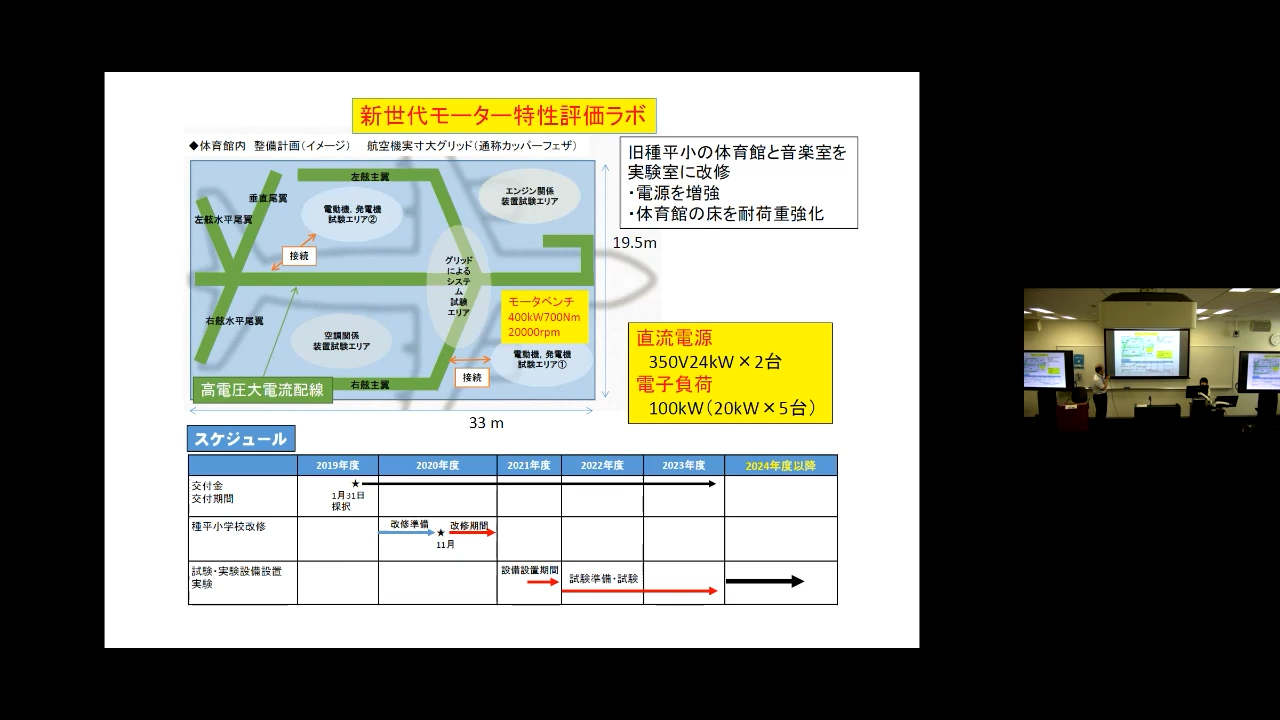 新世代モーター特性評価ラボ
◆体育館内　整備計画（イメージ）　航空機実寸大グリッド（通称カッパーフェザ）
旧種平小の体育館と音楽室を
実験室に改修
・電源を増強
・体育館の床を耐荷重強化
左舷主翼
垂直尾翼
左舷水平尾翼
電動機，発電機
試験エリア②
エンジン関係
装置試験エリア
接続
グリッド
による
システ
ム
試験
エリア
19.5m
モータベンチ
400kW700Nm
20000rpm
右舷水平尾翼
空調関係
装置試験エリア
電動機，発電機
試験エリア①
接続
右舷主翼
高電圧大電流配線
33 m
直流電源
350V24kW×2台
電子負荷
100kW（20kW×5台）
スケジュール
2019年度 2020年度 2021年度 2022年度 2023年度 2024年度以降
交付金
交付期間
★
1月31日
採択
種平小学校改修
改修準備 ★ 改修期間
11月
試験・実験設備設置
実験
設備設置期間
試験準備・試験